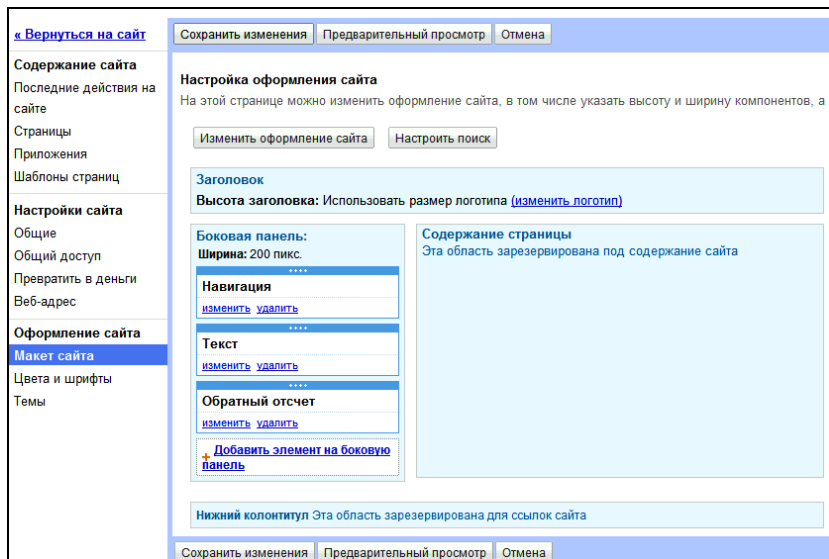 « Вернуться на сайт
Содержание сайта
Последние действия на
сайте
Страницы
Приложения
Шаблоны страниц
Настройки сайта
Общие
Общий доступ
Превратить в деньги
Веб-адрес
Оформление сайта
Макет сайта
Цвета и шрифты
Темы
Сохранить изменения Предварительный просмотр Отмена
Настройка оформления сайта
На этой странице можно изменить оформление сайта, в том числе указать высоту и ширину компонентов, а
Изменить оформление сайта Настроить поиск
Заголовок
Высота заголовка: Использовать размер логотипа (изменить логотип)
Боковая панель:
Ширина: 200 пикс.
Навигация
изменить удалить
Текст
изменить удалить
Обратный отсчет
изменить удалить
+ Добавить элемент на боковую
панель
Содержание страницы
Эта область зарезервирована под содержание сайта
Нижний колонтитул Эта область зарезервирована для ссылок сайта
Сохранить изменения Предварительный просмотр Отмена